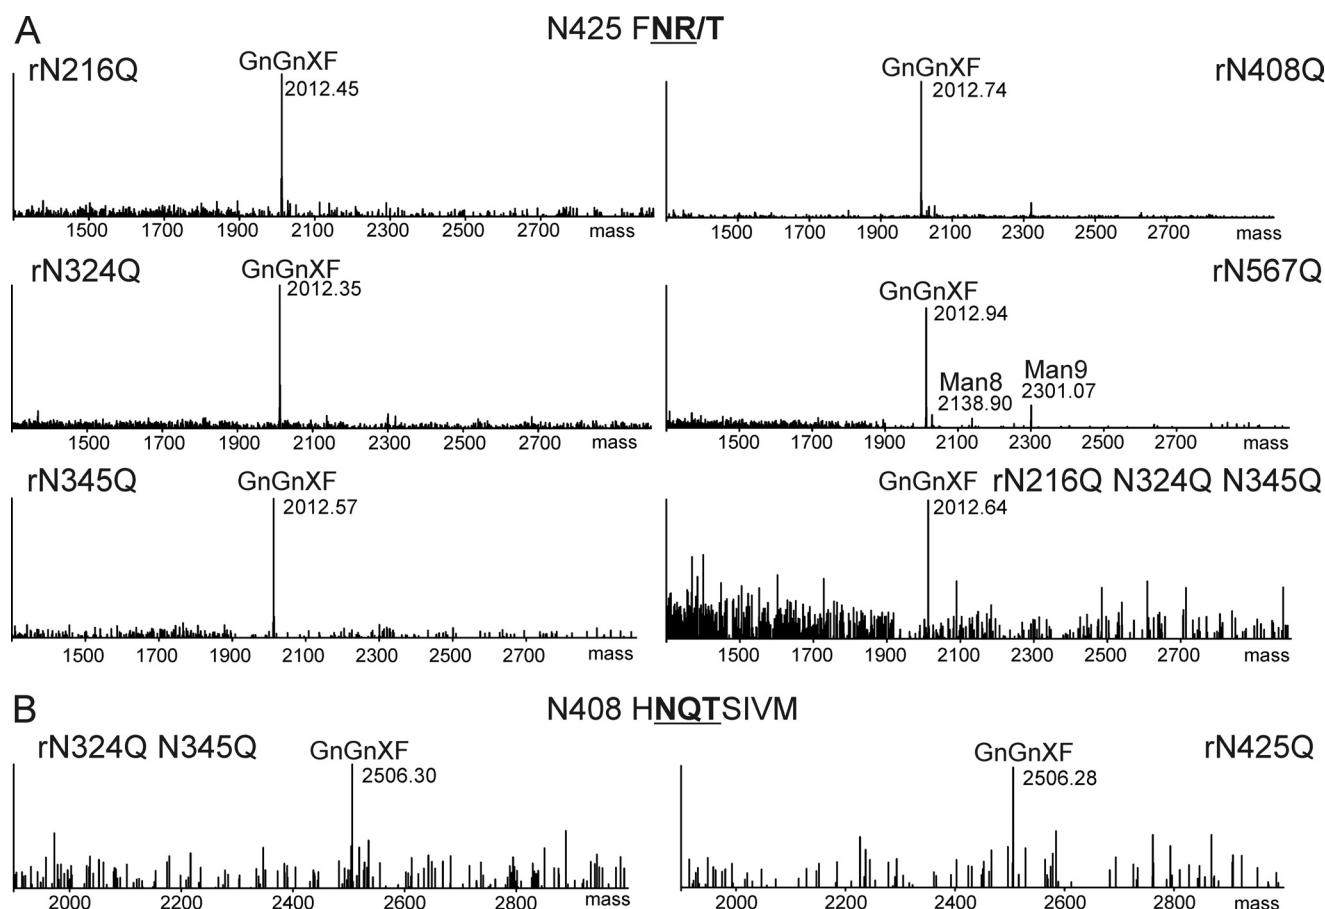 A
N425 FNR/T
rN216Q
GnGnXF
2012.45
1500 1700 1900 2100 2300 2500 2700 mass
GnGnXF
2012.74
rN408Q
1500 1700 1900 2100 2300 2500 2700 mass
rN324Q
GnGnXF
2012.35
1500 1700 1900 2100 2300 2500 2700 mass
rN567Q
GnGnXF
2012.94
Man8
2138.90
Man9
2301.07
1500 1700 1900 2100 2300 2500 2700 mass
rN345Q
GnGnXF
2012.57
1500 1700 1900 2100 2300 2500 2700 mass
GnGnXF
2012.64
rN216Q N324Q N345Q
1500 1700 1900 2100 2300 2500 2700 mass
B
N408 HNQTSIVM
rN324Q N345Q
GnGnXF
2506.30
2000 2200 2400 2600 2800 mass
GnGnXF
2506.28
rN425Q
2000 2200 2400 2600 2800 mass